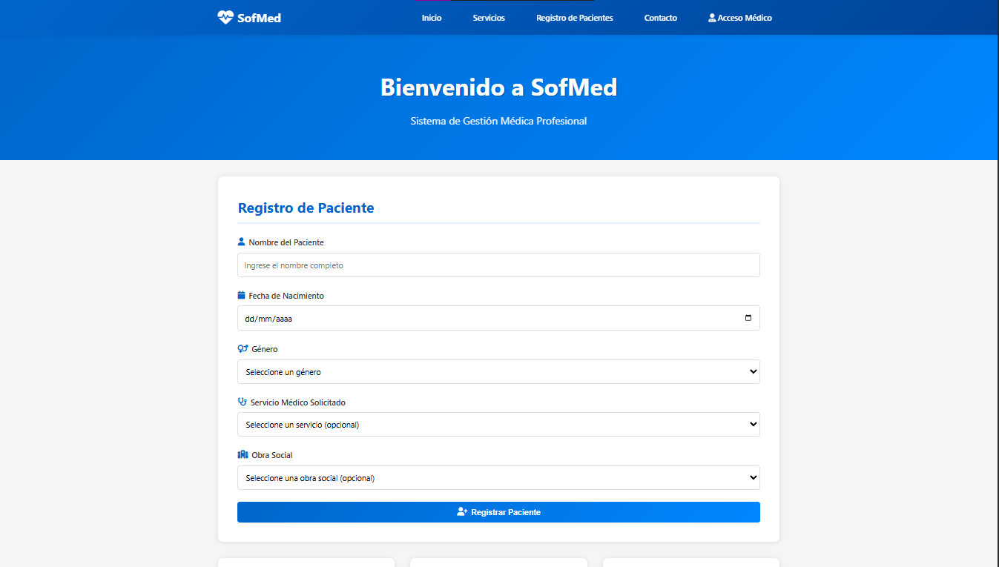 SofMed
Inicio
Servicios
Registro de Pacientes
Contacto
Acceso Médico
Bienvenido a SofMed
Sistema de Gestión Médica Profesional
Registro de Paciente
Nombre del Paciente
Ingrese el nombre completo
Fecha de Nacimiento
dd/mm/aaaa
Género
Seleccione un género
Servicio Médico Solicitado
Seleccione un servicio (opcional)
Obra Social
Seleccione una obra social (opcional)
Registrar Paciente